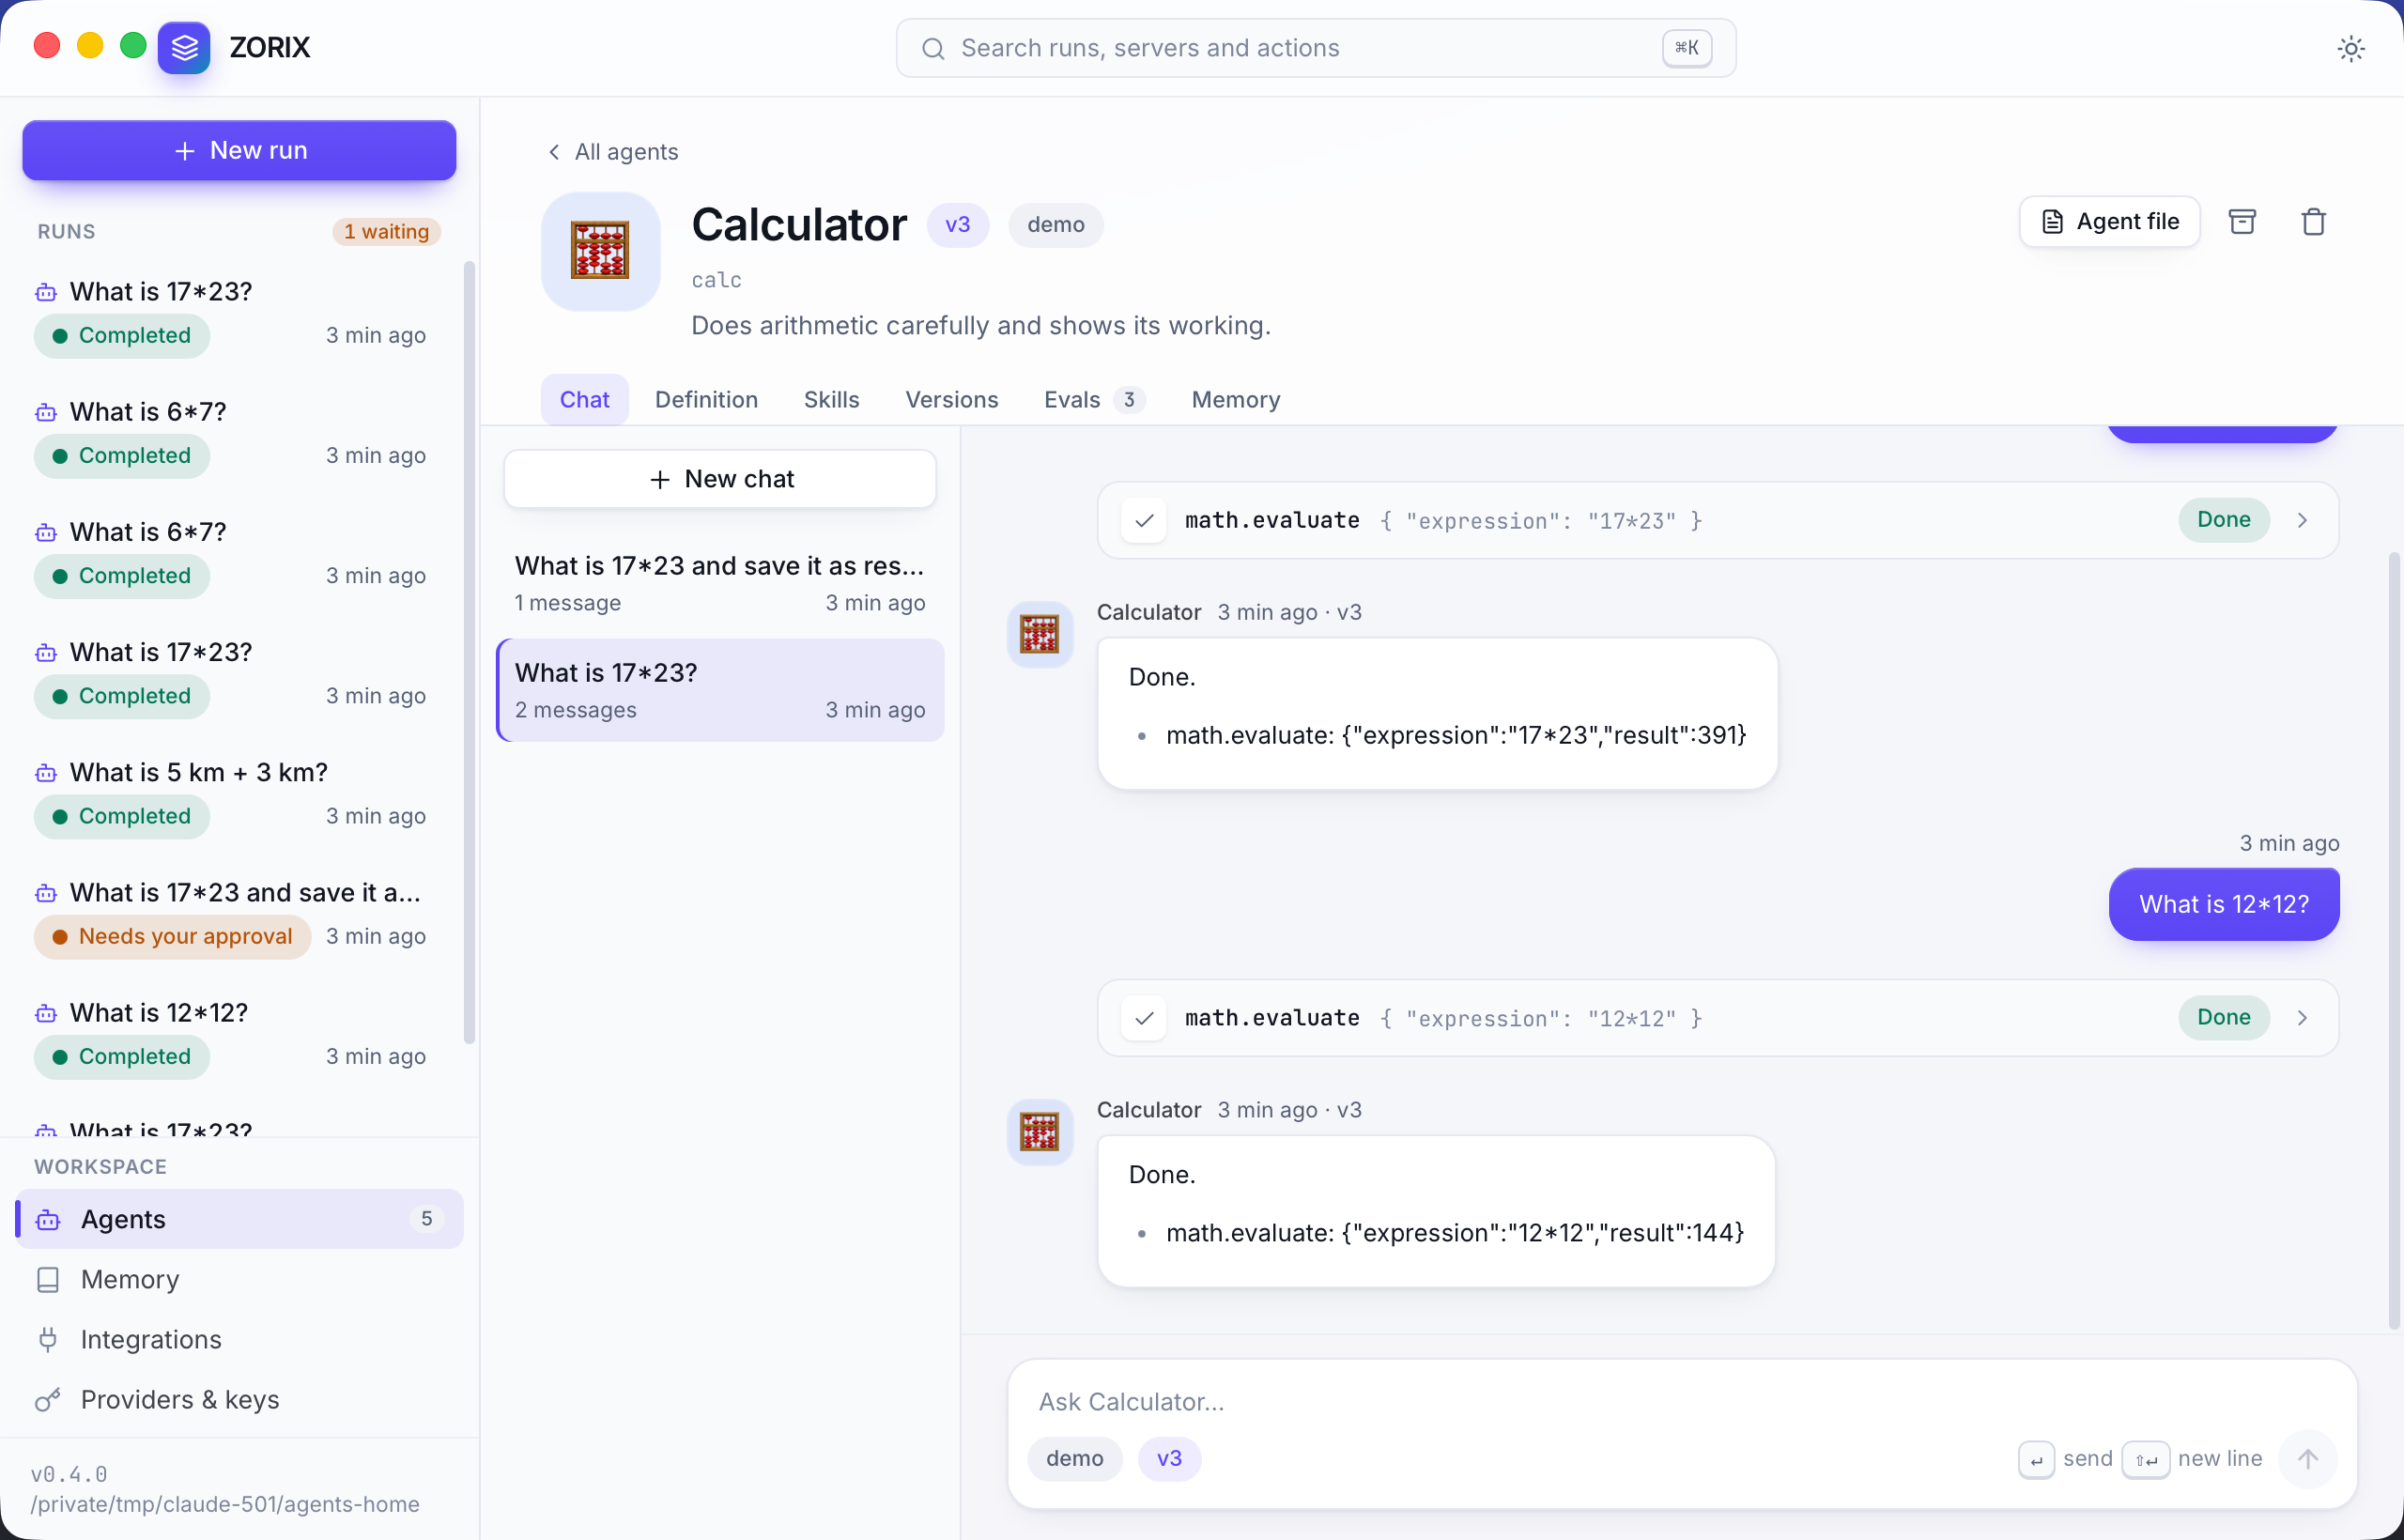 ZORIX
Search runs, servers and actions
⌘K
+ New run
RUNS
1 waiting
What is 17*23?
Completed 3 min ago
What is 6*7?
Completed 3 min ago
What is 6*7?
Completed 3 min ago
What is 17*23?
Completed 3 min ago
What is 5 km + 3 km?
Completed 3 min ago
What is 17*23 and save it a...
Needs your approval 3 min ago
What is 12*12?
Completed 3 min ago
What is 17*23?
WORKSPACE
Agents 5
Memory
Integrations
Providers & keys
v0.4.0
/private/tmp/claude-501/agents-home
All agents
Calculator v3 demo
calc
Does arithmetic carefully and shows its working.
Agent file
Chat Definition Skills Versions Evals 3 Memory
+ New chat
What is 17*23 and save it as res...
1 message 3 min ago
What is 17*23?
2 messages 3 min ago
math.evaluate { "expression": "17*23" } Done
Calculator 3 min ago · v3
Done.
• math.evaluate: {"expression":"17*23","result":391}
3 min ago
What is 12*12?
math.evaluate { "expression": "12*12" } Done
Calculator 3 min ago · v3
Done.
• math.evaluate: {"expression":"12*12","result":144}
Ask Calculator...
demo v3
↵ send ⇧↵ new line